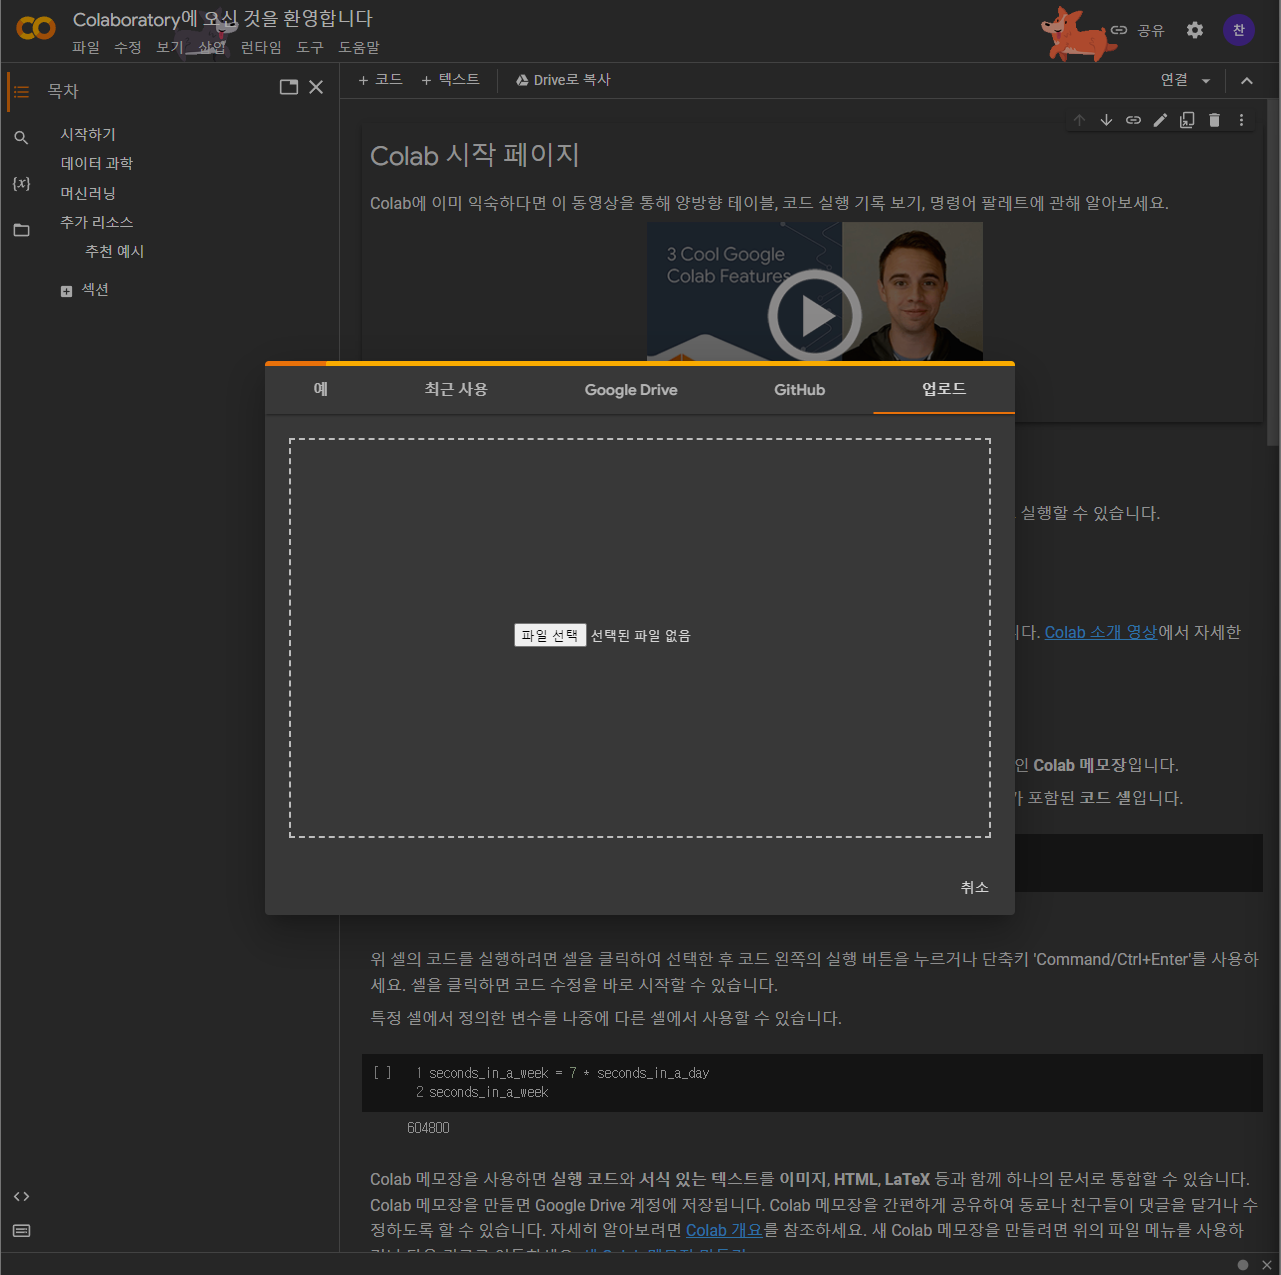 Colaboratory에 오신 것을 환영합니다
파일 수정 보기 삽입 런타임 도구 도움말
공유
찬
목차
시작하기
데이터 과학
머신러닝
추가 리소스
추천 예시
섹션
+ 코드 + 텍스트 Drive로 복사
연결
Colab 시작 페이지
Colab에 이미 익숙하다면 이 동영상을 통해 양방향 테이블, 코드 실행 기록 보기, 명령어 팔레트에 관해 알아보세요.
3 Cool Google
Colab Features
예 최근 사용 Google Drive GitHub 업로드
파일 선택 선택된 파일 없음
취소
실행할 수 있습니다.
니다. Colab 소개 영상에서 자세한
인 Colab 메모장입니다.
가 포함된 코드 셀입니다.
위 셀의 코드를 실행하려면 셀을 클릭하여 선택한 후 코드 왼쪽의 실행 버튼을 누르거나 단축키 'Command/Ctrl+Enter'를 사용하
세요. 셀을 클릭하면 코드 수정을 바로 시작할 수 있습니다.
특정 셀에서 정의한 변수를 나중에 다른 셀에서 사용할 수 있습니다.
[ ] 1 seconds_in_a_week = 7 * seconds_in_a_day
2 seconds_in_a_week
604800
Colab 메모장을 사용하면 실행 코드와 서식 있는 텍스트를 이미지, HTML, LaTeX 등과 함께 하나의 문서로 통합할 수 있습니다.
Colab 메모장을 만들면 Google Drive 계정에 저장됩니다. Colab 메모장을 간편하게 공유하여 동료나 친구들이 댓글을 달거나 수
정하도록 할 수 있습니다. 자세히 알아보려면 Colab 개요를 참조하세요. 새 Colab 메모장을 만들려면 위의 파일 메뉴를 사용하